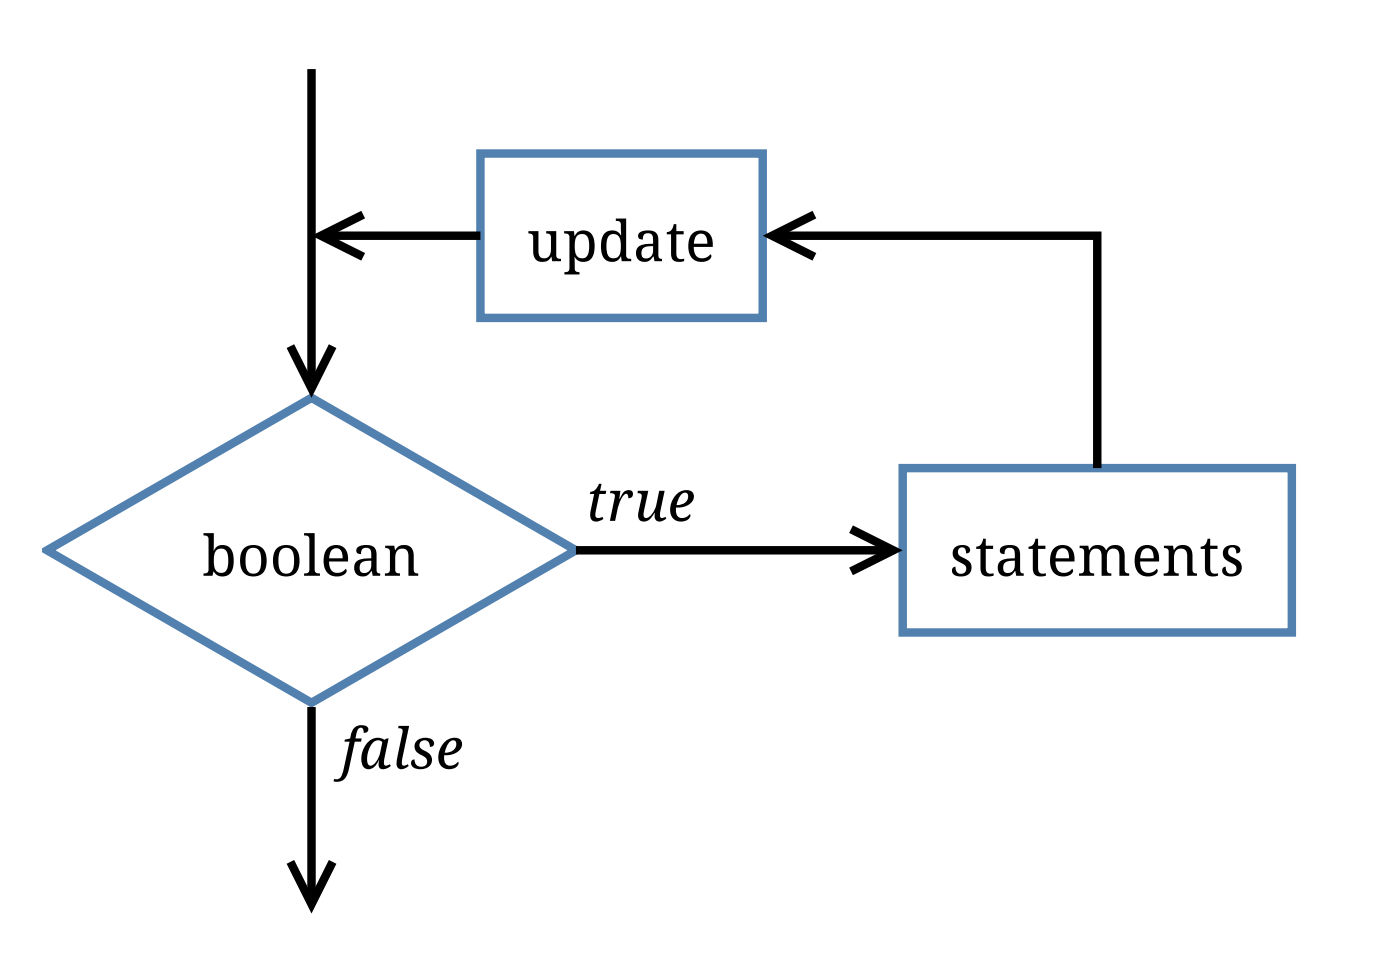 update
true
boolean
statements
false